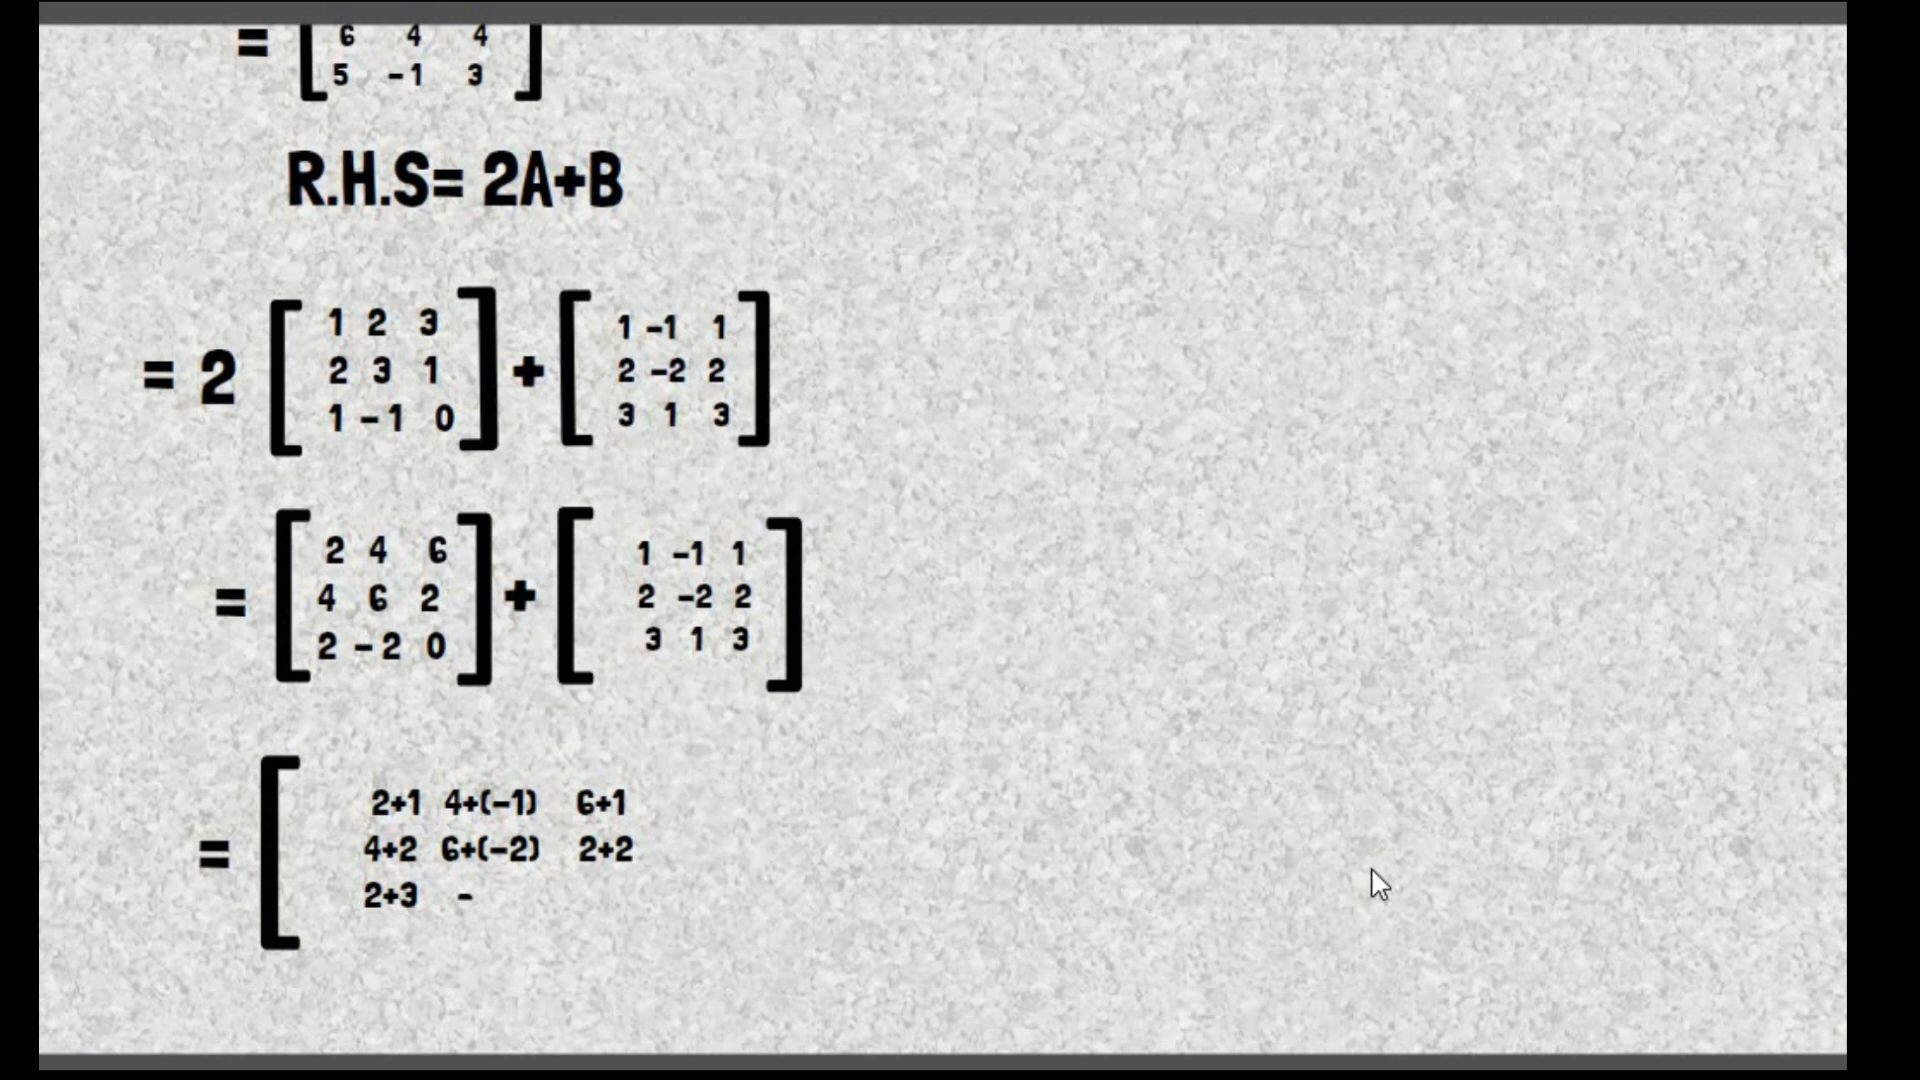 = [ 6 4 4
5 -1 3 ]
R.H.S= 2A+B
= 2 [ 1 2 3 ] + [ 1 -1 1 ]
2 3 1 2 -2 2
1 -1 0 3 1 3
= [ 2 4 6 ] + [ 1 -1 1 ]
4 6 2 2 -2 2
2 -2 0 3 1 3
= [ 2+1 4+(-1) 6+1
4+2 6+(-2) 2+2
2+3 -